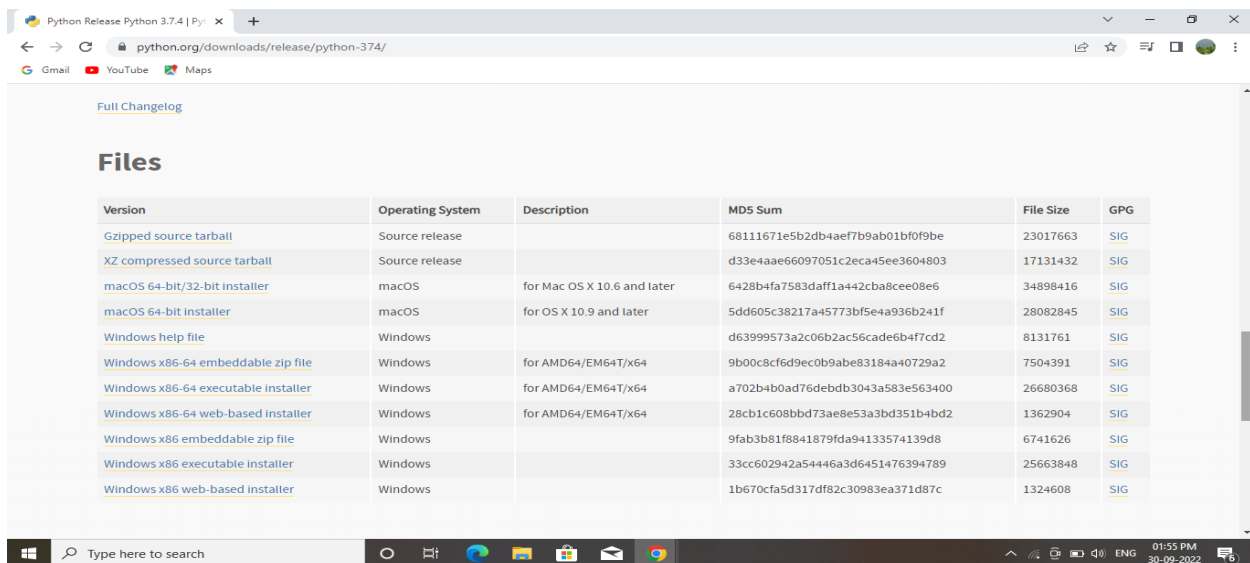 Python Release Python 3.7.4 | Pyt
python.org/downloads/release/python-374/
Gmail YouTube Maps
Full Changelog
Files
Version Operating System Description MD5 Sum File Size GPG
Gzipped source tarball Source release 68111671e5b2db4aef7b9ab01bf0f9be 23017663 SIG
XZ compressed source tarball Source release d33e4aae66097051c2eca45ee3604803 17131432 SIG
macOS 64-bit/32-bit installer macOS for Mac OS X 10.6 and later 6428b4fa7583daff1a442cba8cee08e6 34898416 SIG
macOS 64-bit installer macOS for OS X 10.9 and later 5dd605c38217a45773bf5e4a936b241f 28082845 SIG
Windows help file Windows d63999573a2c06b2ac56cade6b4f7cd2 8131761 SIG
Windows x86-64 embeddable zip file Windows for AMD64/EM64T/x64 9b00c8cf6d9ec0b9abe83184a40729a2 7504391 SIG
Windows x86-64 executable installer Windows for AMD64/EM64T/x64 a702b4b0ad76debdb3043a583e563400 26680368 SIG
Windows x86-64 web-based installer Windows for AMD64/EM64T/x64 28cb1c608bbd73ae8e53a3bd351b4bd2 1362904 SIG
Windows x86 embeddable zip file Windows 9fab3b81f8841879fda94133574139d8 6741626 SIG
Windows x86 executable installer Windows 33cc602942a54446a3d6451476394789 25663848 SIG
Windows x86 web-based installer Windows 1b670cfa5d317df82c30983ea371d87c 1324608 SIG
Type here to search ENG 01:55 PM
30-09-2022 6